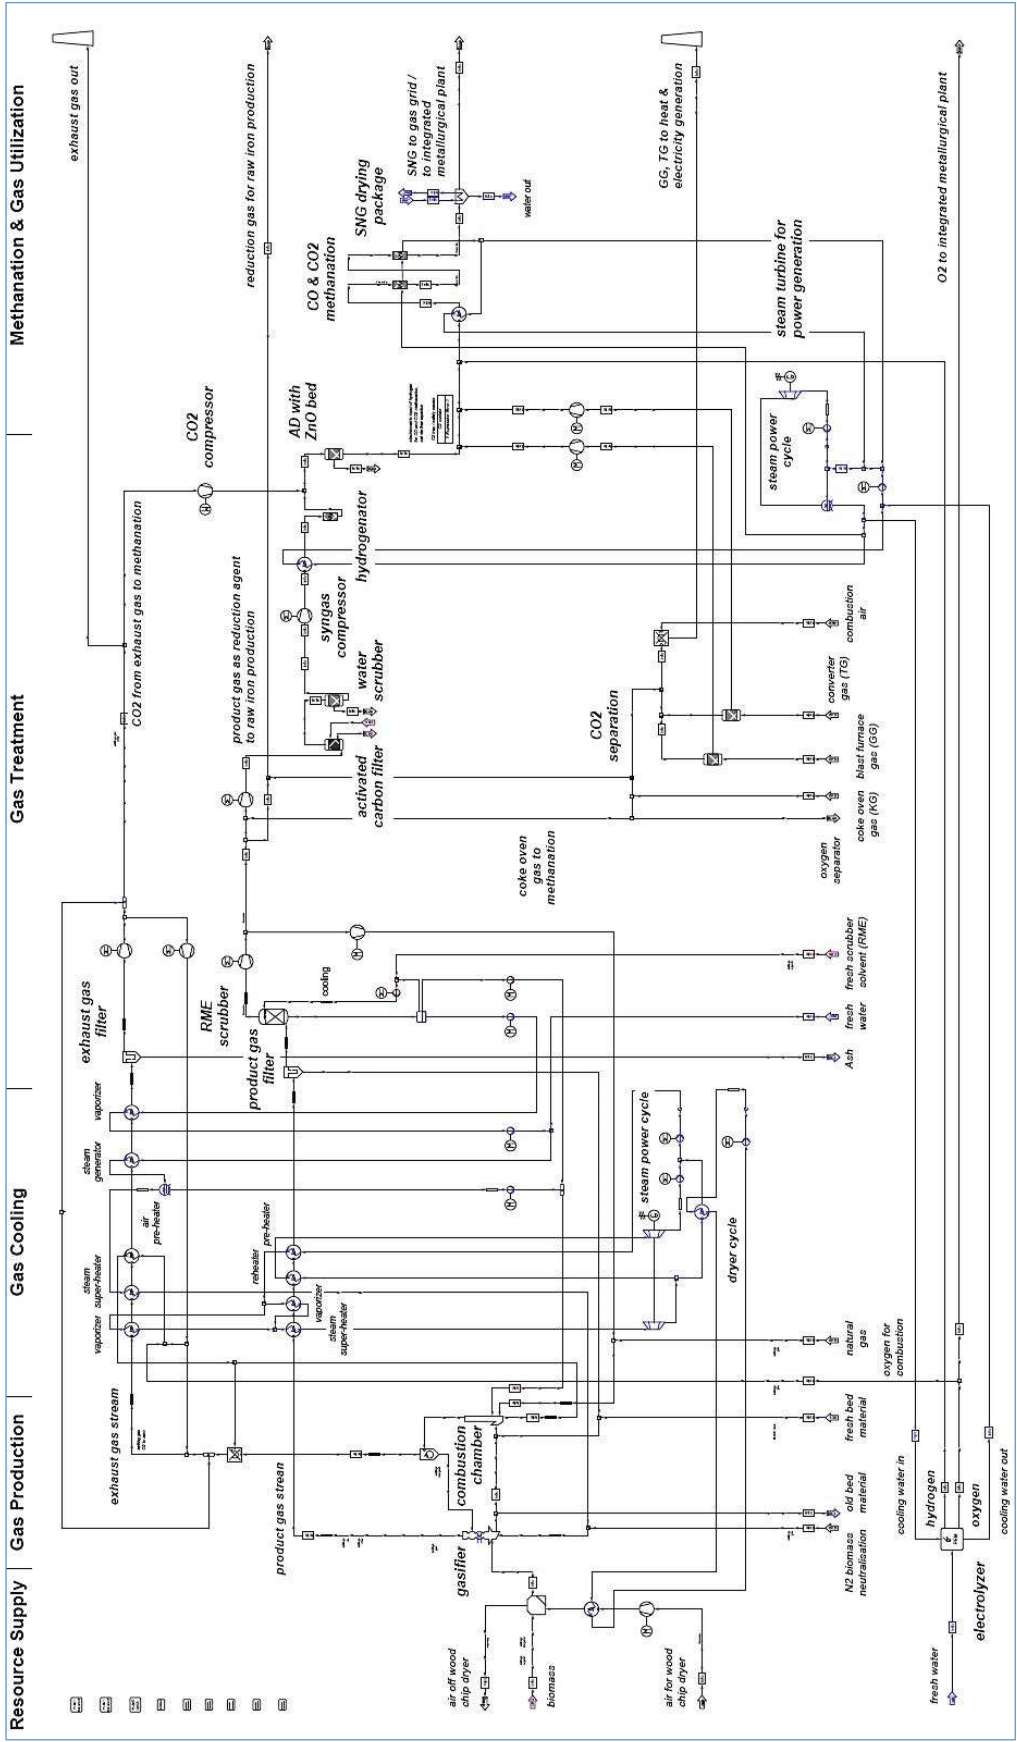 Resource Supply
Gas Production
Gas Cooling
Gas Treatment
Methanation & Gas Utilization
exhaust gas out
reduction gas for raw iron production
SNG to gas grid /
to integrated
metallurgical plant
GG, TG to heat &
electricity generation
O2 to integrated metallurgical plant
SNG drying
package
water out
CO & CO2
methanation
steam turbine for
power generation
CO2
compressor
AD with
ZnO bed
steam power
cycle
CO2 from exhaust gas to methanation
product gas as reduction agent
to raw iron production
hydrogenator
syngas
compressor
water
scrubber
activated
carbon filter
CO2
separation
combustion
air
converter
gas (TG)
blast furnace
gas (GG)
coke oven
gas (KG)
oxygen
separator
coke oven
gas to
methanation
exhaust gas
filter
RME
scrubber
product gas
filter
cooling
fresh scrubber
solvent (RME)
fresh
water
Ash
vaporizer
steam
generator
air
pre-heater
steam
super-heater
vaporizer
pre-heater
reheater
vaporizer
steam
super-heater
steam power cycle
dryer cycle
natural
gas
oxygen for
combustion
exhaust gas stream
product gas strean
combustion
chamber
gasifier
fresh bed
material
old bed
material
N2 biomass
neutralisation
cooling water in
hydrogen
oxygen
cooling water out
electrolyzer
air off wood
chip dryer
biomass
air for wood
chip dryer
fresh water